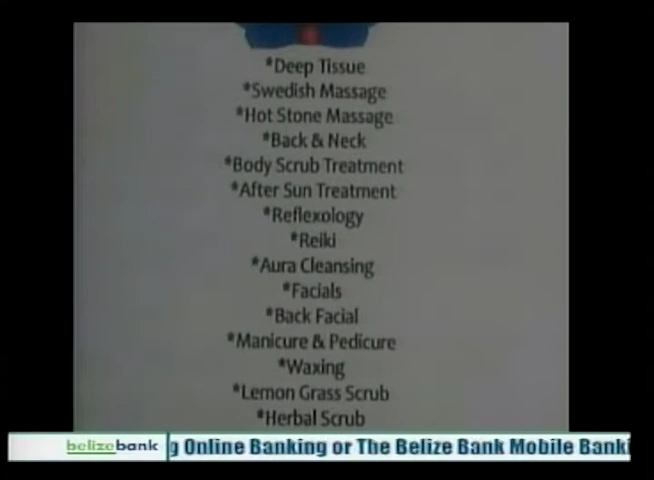 *Deep Tissue
*Swedish Massage
*Hot Stone Massage
*Back & Neck
*Body Scrub Treatment
*After Sun Treatment
*Reflexology
*Reiki
*Aura Cleansing
*Facials
*Back Facial
*Manicure & Pedicure
*Waxing
*Lemon Grass Scrub
*Herbal Scrub
belizebank g Online Banking or The Belize Bank Mobile Banki